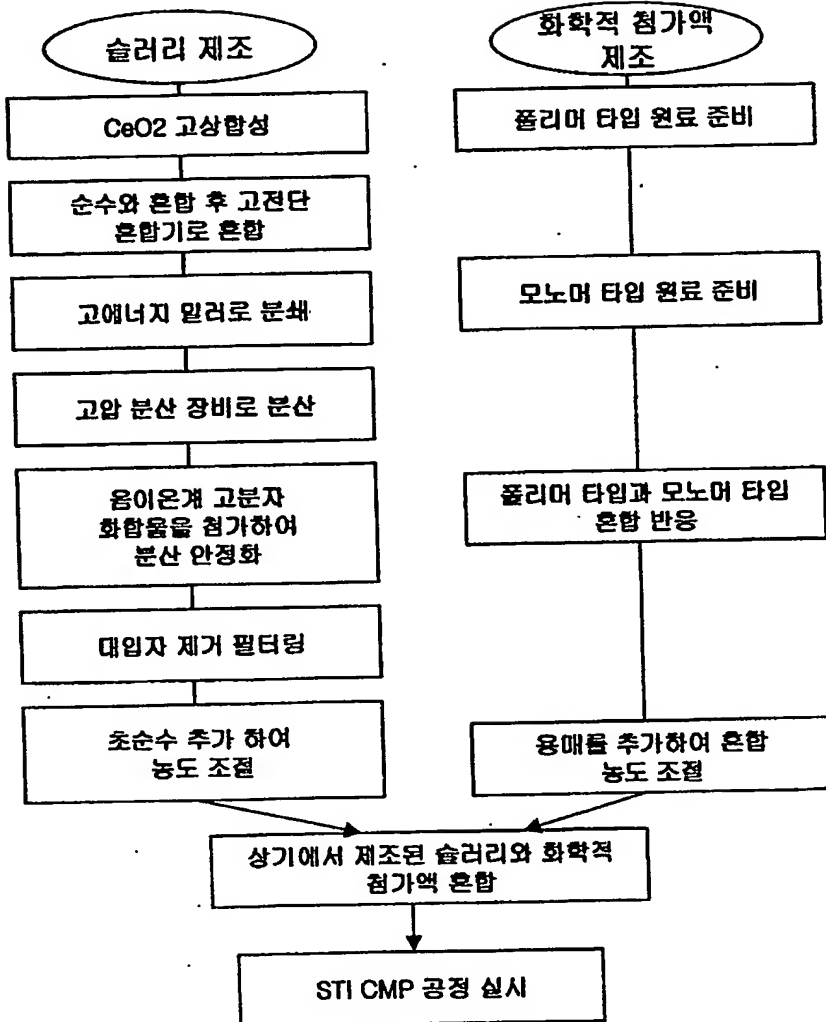 슬러리 제조
CeO2 고상합성
순수와 혼합 후 고전단
혼합기로 혼합
고에너지 밀러로 분쇄
고압 분산 장비로 분산
음이온계 고분자
화합물을 첨가하여
분산 안정화
대입자 제거 필터링
초순수 추가 하여
농도 조절
화학적 첨가액
제조
폴리머 타입 원료 준비
모노머 타입 원료 준비
폴리머 타입과 모노머 타입
혼합 반응
용매를 추가하여 혼합
농도 조절
상기에서 제조된 슬러리와 화학적
첨가액 혼합
STI CMP 공정 실시